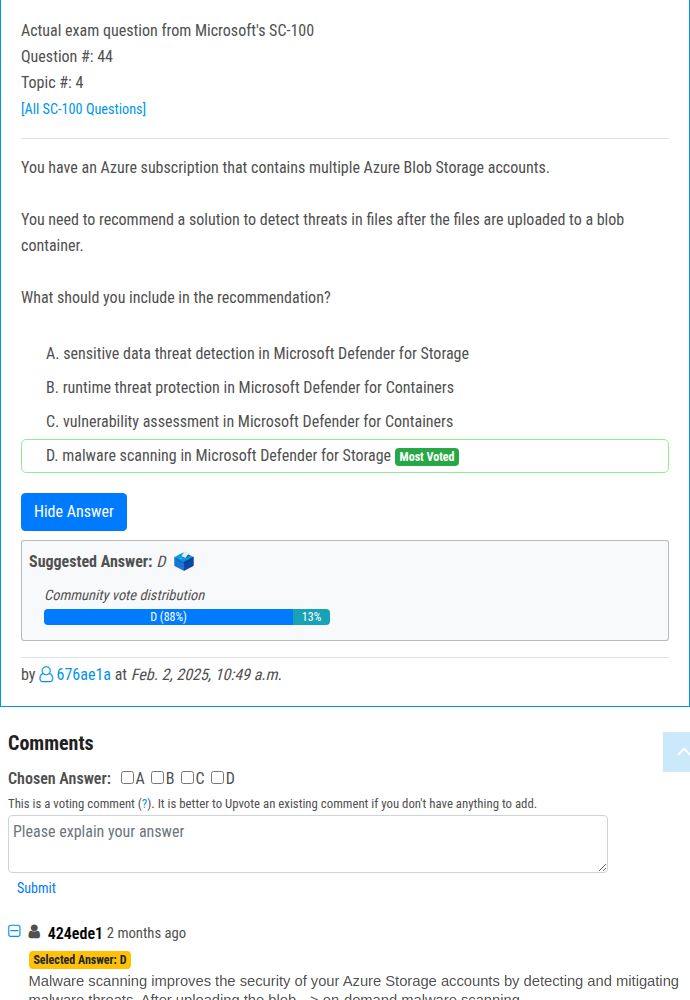 Actual exam question from Microsoft's SC-100
Question #: 44
Topic #: 4
[All SC-100 Questions]
You have an Azure subscription that contains multiple Azure Blob Storage accounts.
You need to recommend a solution to detect threats in files after the files are uploaded to a blob
container.
What should you include in the recommendation?
A. sensitive data threat detection in Microsoft Defender for Storage
B. runtime threat protection in Microsoft Defender for Containers
C. vulnerability assessment in Microsoft Defender for Containers
D. malware scanning in Microsoft Defender for Storage Most Voted
Hide Answer
Suggested Answer: D
Community vote distribution
D (88%) 13%
by 676ae1a at Feb. 2, 2025, 10:49 a.m.
Comments
Chosen Answer: A B C D
This is a voting comment (?). It is better to Upvote an existing comment if you don't have anything to add.
Please explain your answer
Submit
424ede1 2 months ago
Selected Answer: D
Malware scanning improves the security of your Azure Storage accounts by detecting and mitigating
malware threats. After uploading the blob -> on-demand malware scanning